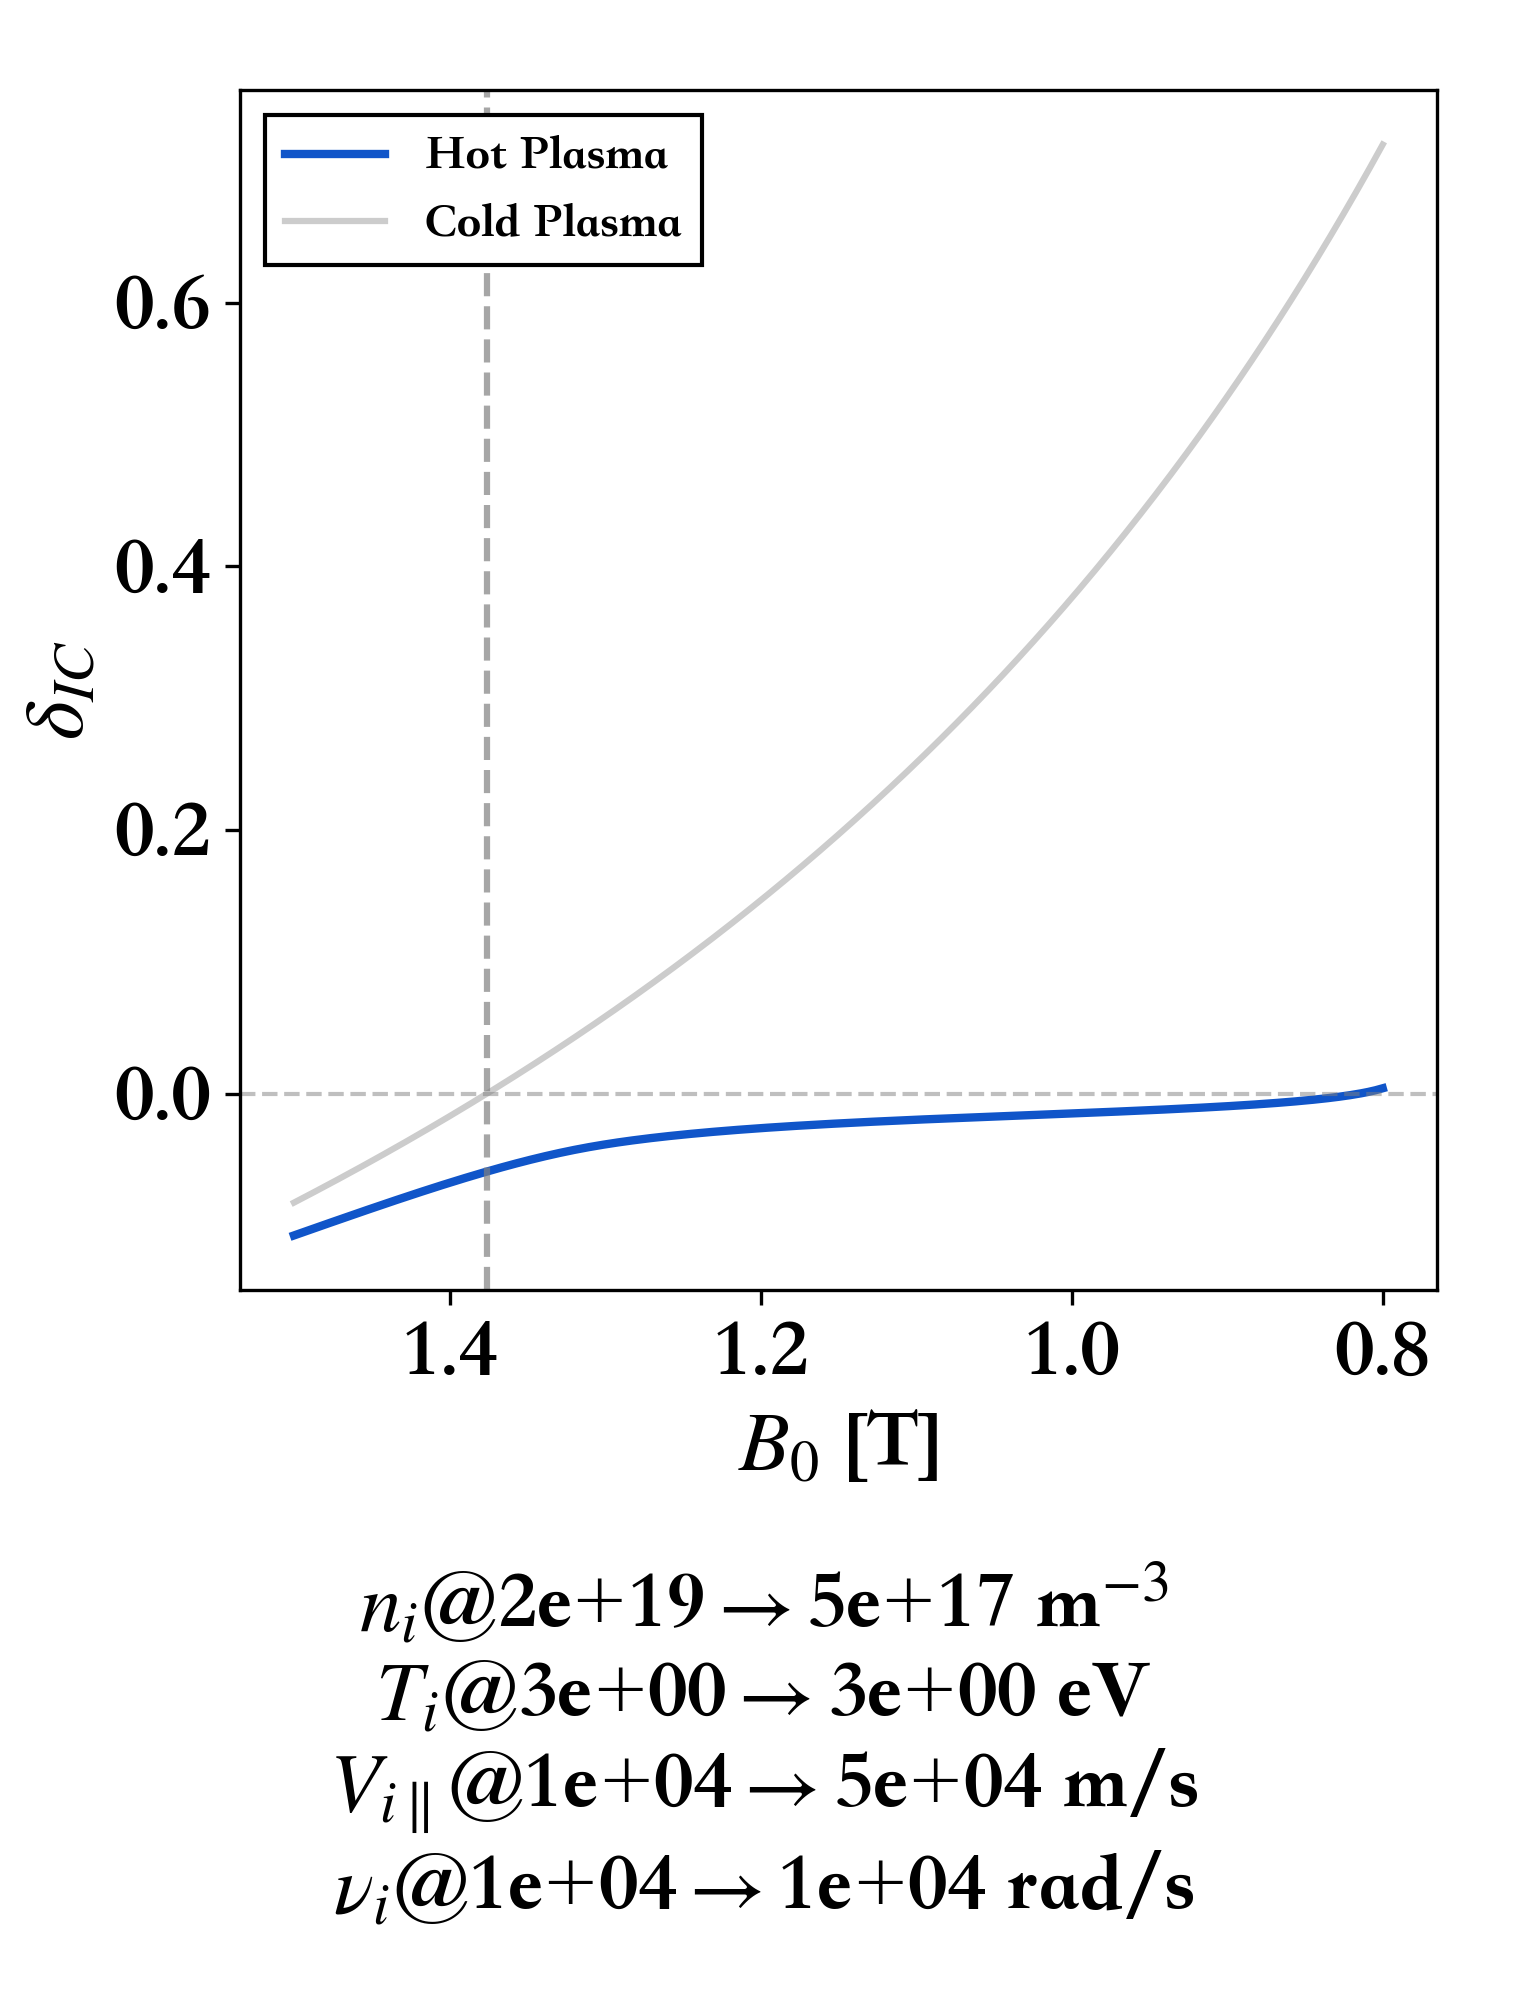 Hot Plasma
Cold Plasma
0.6
0.4
0.2
0.0
δ_IC
1.4 1.2 1.0 0.8
B₀ [T]
n_i@2e+19 → 5e+17 m⁻³
T_i@3e+00 → 3e+00 eV
V_i∥@1e+04 → 5e+04 m/s
ν_i@1e+04 → 1e+04 rad/s